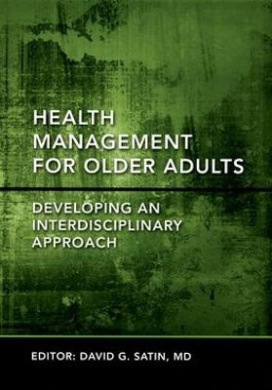 HEALTH
MANAGEMENT
FOR OLDER ADULTS
DEVELOPING AN
INTERDISCIPLINARY
APPROACH
EDITOR: DAVID G. SATIN, MD